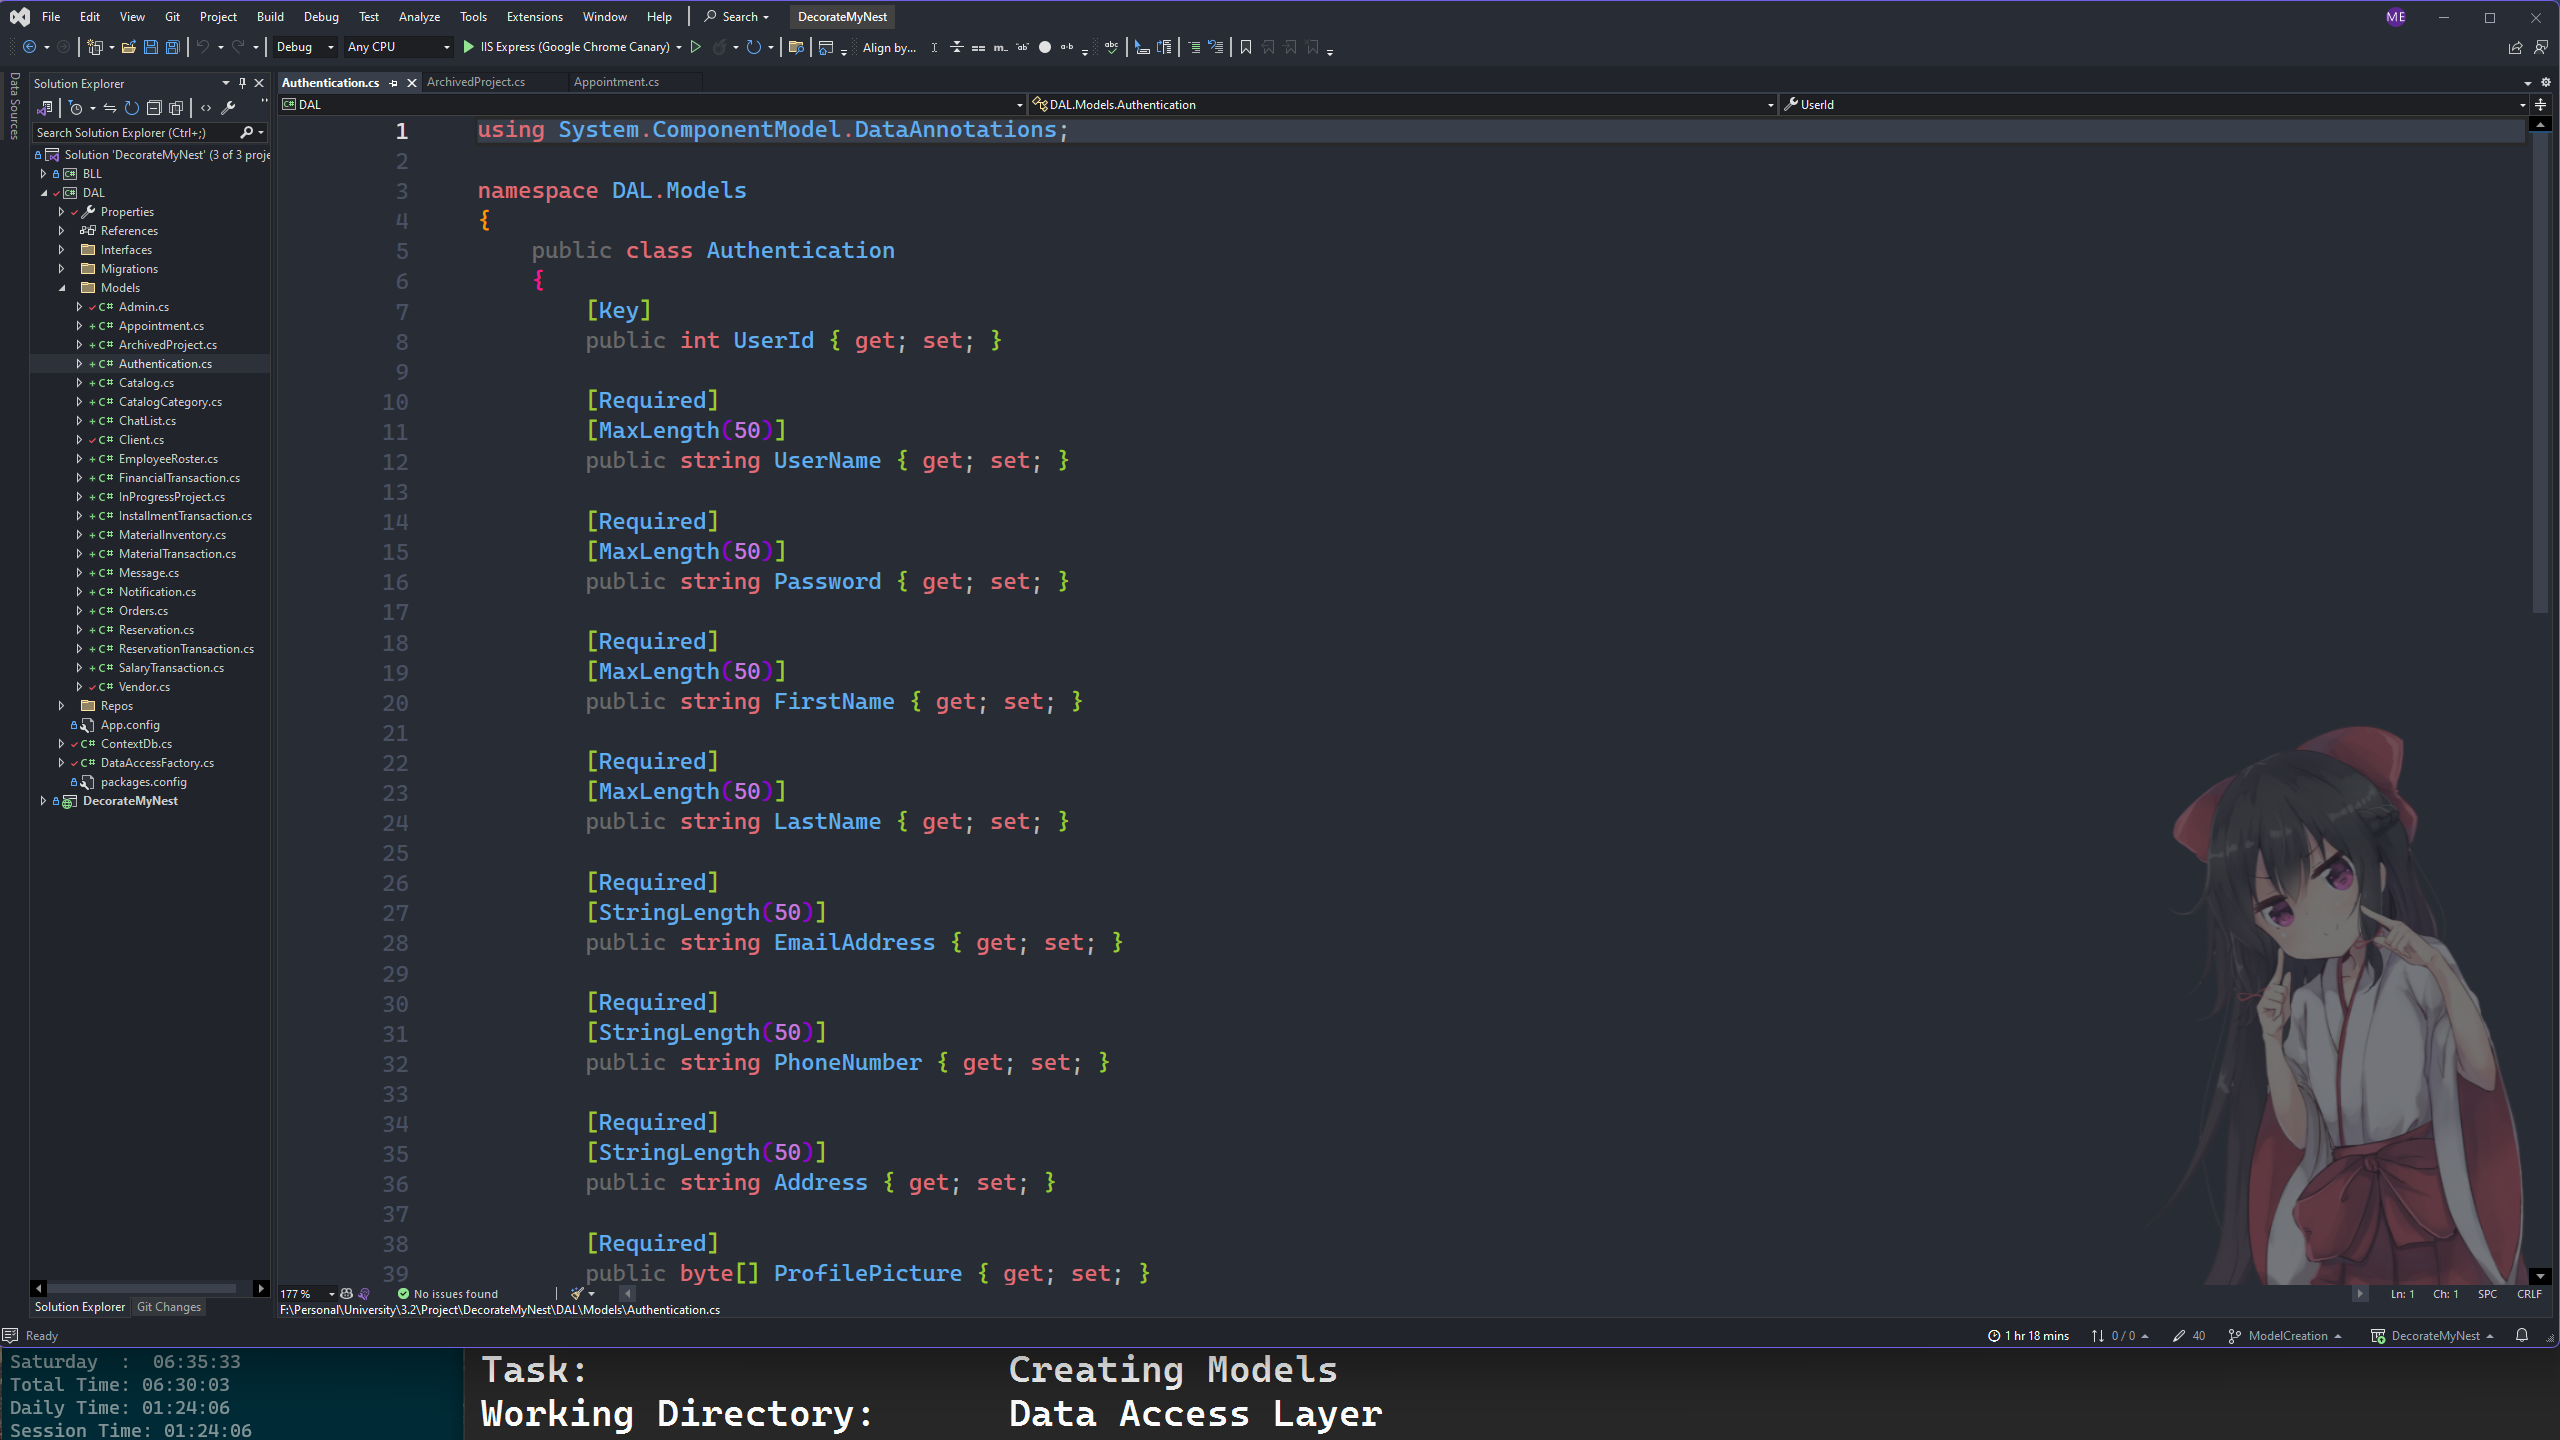 File Edit View Git Project Build Debug Test Analyze Tools Extensions Window Help Search DecorateMyNest ME
Debug Any CPU IIS Express (Google Chrome Canary) Align by...
Data Sources
Solution Explorer
Search Solution Explorer (Ctrl+;)
Solution 'DecorateMyNest' (3 of 3 proje
BLL
DAL
Properties
References
Interfaces
Migrations
Models
C# Admin.cs
C# Appointment.cs
C# ArchivedProject.cs
C# Authentication.cs
C# Catalog.cs
C# CatalogCategory.cs
C# ChatList.cs
C# Client.cs
C# EmployeeRoster.cs
C# FinancialTransaction.cs
C# InProgressProject.cs
C# InstallmentTransaction.cs
C# MaterialInventory.cs
C# MaterialTransaction.cs
C# Message.cs
C# Notification.cs
C# Orders.cs
C# Reservation.cs
C# ReservationTransaction.cs
C# SalaryTransaction.cs
C# Vendor.cs
Repos
App.config
C# ContextDb.cs
C# DataAccessFactory.cs
packages.config
DecorateMyNest
Solution Explorer Git Changes
Authentication.cs ArchivedProject.cs Appointment.cs
DAL DAL.Models.Authentication UserId
1 using System.ComponentModel.DataAnnotations;
2
3 namespace DAL.Models
4 {
5 public class Authentication
6 {
7 [Key]
8 public int UserId { get; set; }
9
10 [Required]
11 [MaxLength(50)]
12 public string UserName { get; set; }
13
14 [Required]
15 [MaxLength(50)]
16 public string Password { get; set; }
17
18 [Required]
19 [MaxLength(50)]
20 public string FirstName { get; set; }
21
22 [Required]
23 [MaxLength(50)]
24 public string LastName { get; set; }
25
26 [Required]
27 [StringLength(50)]
28 public string EmailAddress { get; set; }
29
30 [Required]
31 [StringLength(50)]
32 public string PhoneNumber { get; set; }
33
34 [Required]
35 [StringLength(50)]
36 public string Address { get; set; }
37
38 [Required]
39 public byte[] ProfilePicture { get; set; }
177 % No issues found Ln: 1 Ch: 1 SPC CRLF
F:\Personal\University\3.2\Project\DecorateMyNest\DAL\Models\Authentication.cs
Ready 1 hr 18 mins 0 / 0 40 ModelCreation DecorateMyNest
Saturday : 06:35:33
Total Time: 06:30:03
Daily Time: 01:24:06
Session Time: 01:24:06
Task: Creating Models
Working Directory: Data Access Layer